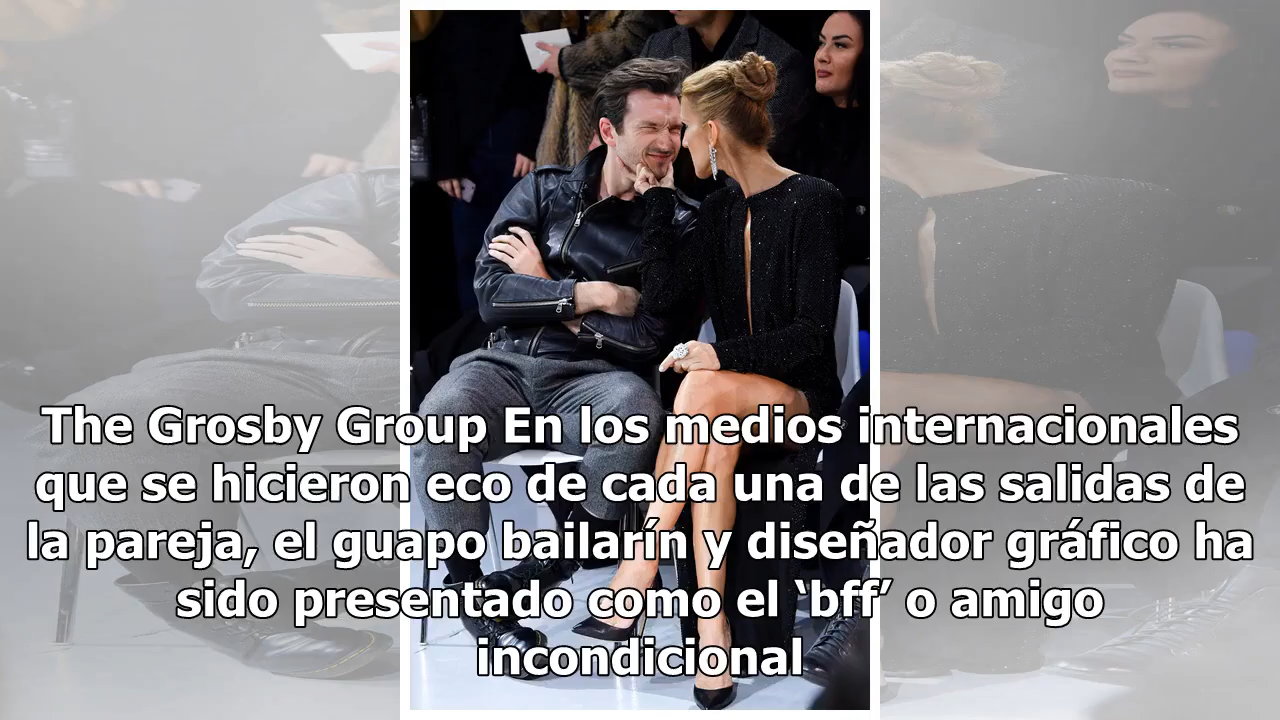 The Grosby Group En los medios internacionales
que se hicieron eco de cada una de las salidas de
la pareja, el guapo bailarín y diseñador gráfico ha
sido presentado como el ‘bff’ o amigo
incondicional